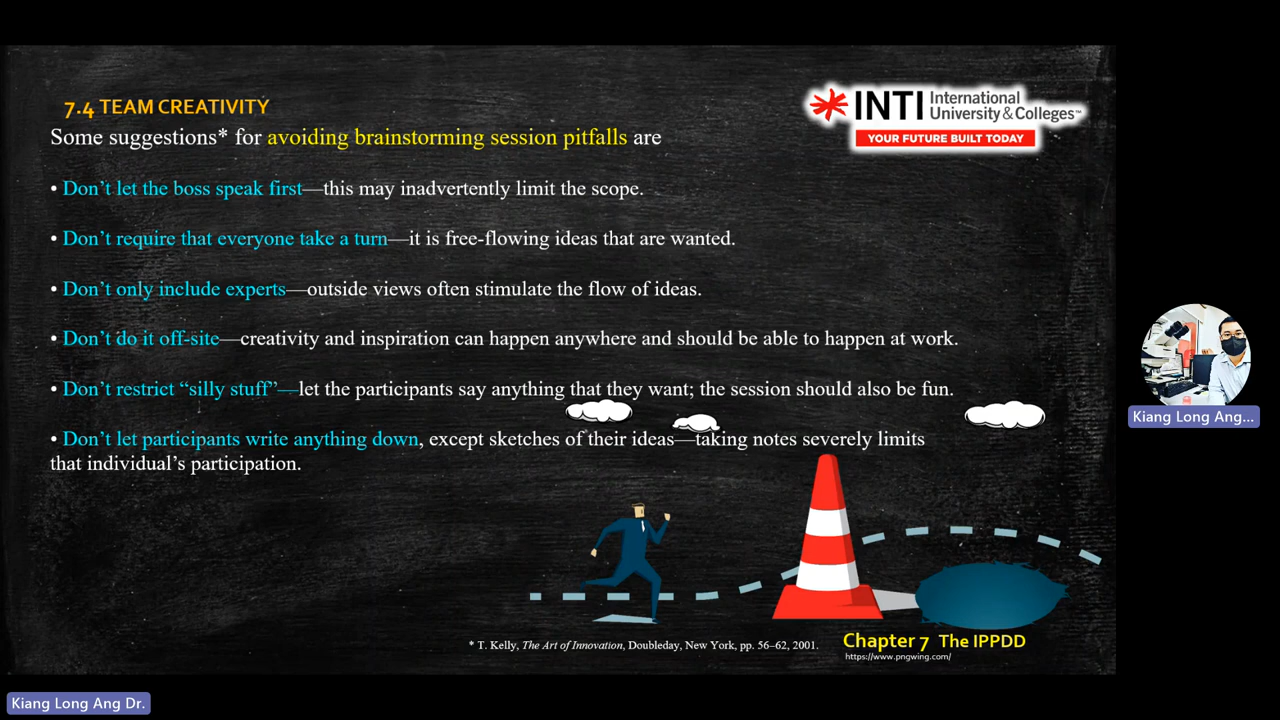 7.4 TEAM CREATIVITY
INTI International
University & Colleges™
YOUR FUTURE BUILT TODAY
Some suggestions* for avoiding brainstorming session pitfalls are
• Don’t let the boss speak first—this may inadvertently limit the scope.
• Don’t require that everyone take a turn—it is free-flowing ideas that are wanted.
• Don’t only include experts—outside views often stimulate the flow of ideas.
• Don’t do it off-site—creativity and inspiration can happen anywhere and should be able to happen at work.
• Don’t restrict “silly stuff”—let the participants say anything that they want; the session should also be fun.
• Don’t let participants write anything down, except sketches of their ideas—taking notes severely limits
that individual’s participation.
* T. Kelly, The Art of Innovation, Doubleday, New York, pp. 56–62, 2001.
Chapter 7 The IPPDD
https://www.pngwing.com/
Kiang Long Ang...
Kiang Long Ang Dr.